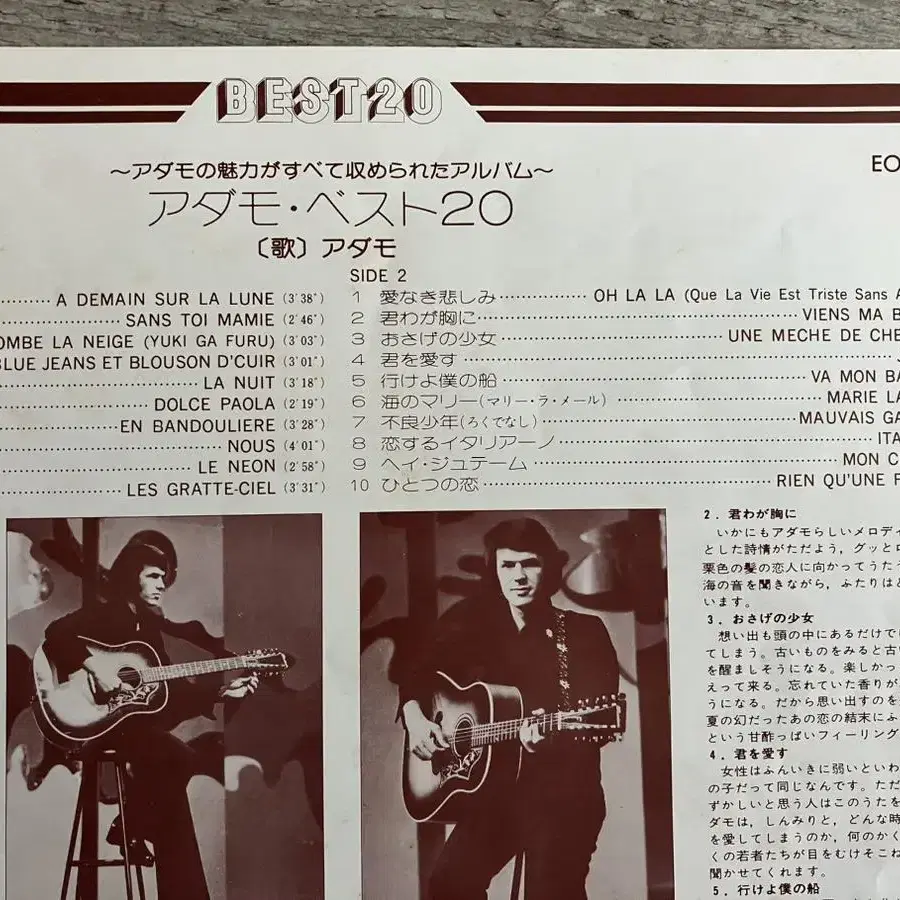 BEST20
〜アダモの魅力がすべて収められたアルバム〜
EO
アダモ・ベスト20
〔歌〕アダモ
A DEMAIN SUR LA LUNE (3'38")
SANS TOI MAMIE (2'46")
OMBE LA NEIGE (YUKI GA FURU) (3'03")
BLUE JEANS ET BLOUSON D'CUIR (3'01")
LA NUIT (3'18")
DOLCE PAOLA (2'19")
EN BANDOULIERE (3'28")
NOUS (4'01")
LE NEON (2'58")
LES GRATTE-CIEL (3'31")
SIDE 2
1 愛なき悲しみ OH LA LA (Que La Vie Est Triste Sans A
2 君わが胸に VIENS MA B
3 おさげの少女 UNE MECHE DE CHE
4 君を愛す J
5 行けよ僕の船 VA MON BA
6 海のマリー(マリー・ラ・メール) MARIE LA
7 不良少年(ろくでなし) MAUVAIS GA
8 恋するイタリアーノ ITA
9 ヘイ・ジュテーム MON C
10 ひとつの恋 RIEN QU'UNE F
2．君わが胸に
いかにもアダモらしいメロディ
とした詩情がただよう，グッとロ
栗色の髪の恋人に向かってうたう
海の音を聞きながら，ふたりはと
います。
3．おさげの少女
想い出も頭の中にあるだけでは
てしまう。古いものをみると古い
を醒ましそうになる。楽しかっ
えって来る。忘れていた香りが
うになる。だから思い出すのを
夏の幻だったあの恋の結末にふ
という甘酢っぱいフィーリング
4．君を愛す
女性はふんいきに弱いといわ
の子だって同じなんです。ただ
ずかしいと思う人はこのうたを
ダモは，しんみりと，どんな時
を愛してしまうのか，何のかく
くの若者たちが目をむけそこね
聞かせてくれます。
5．行けよ僕の船